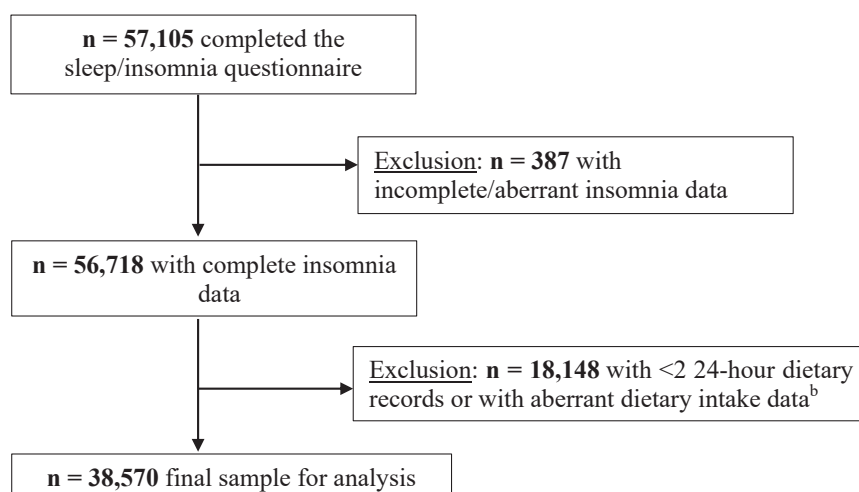 n = 57,105 completed the
sleep/insomnia questionnaire
Exclusion: n = 387 with
incomplete/aberrant insomnia data
n = 56,718 with complete insomnia
data
Exclusion: n = 18,148 with <2 24-hour dietary
records or with aberrant dietary intake dataᵇ
n = 38,570 final sample for analysis